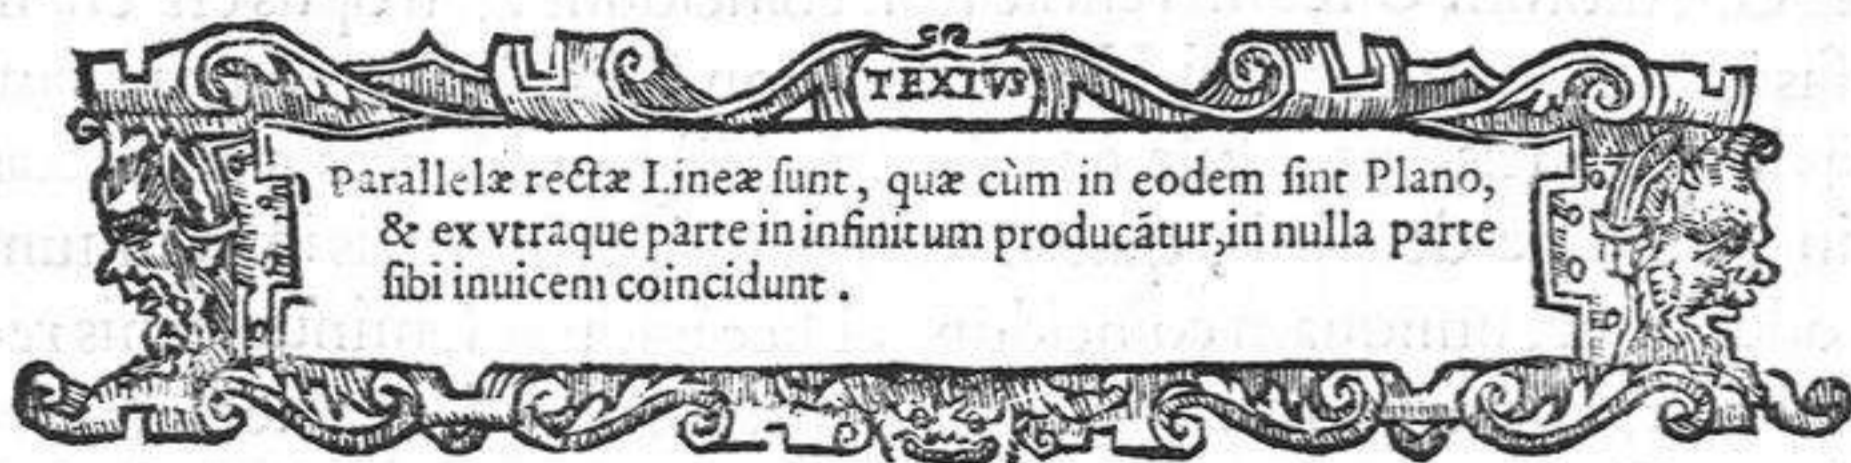 TEXTVS
Parallelæ rectæ Lineæ ſunt, quæ cùm in eodem ſint Plano,
& ex vtraque parte in infinitum producátur, in nulla parte
ſibi inuicem coincidunt.